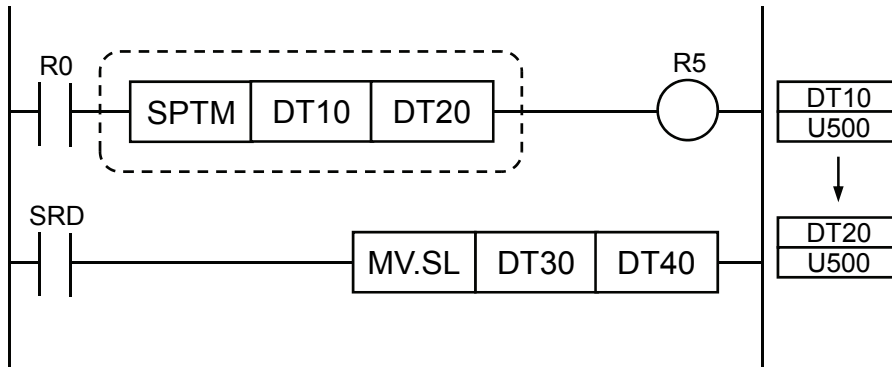 R0
SPTM DT10 DT20
R5
DT10
U500
SRD
MV.SL DT30 DT40
DT20
U500